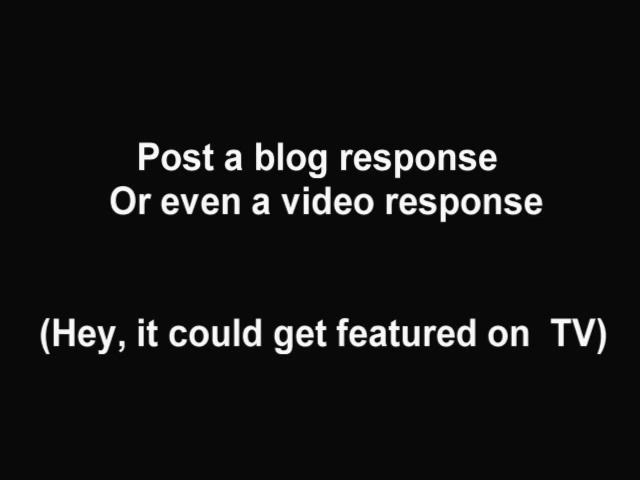 Post a blog response
Or even a video response
(Hey, it could get featured on  TV)